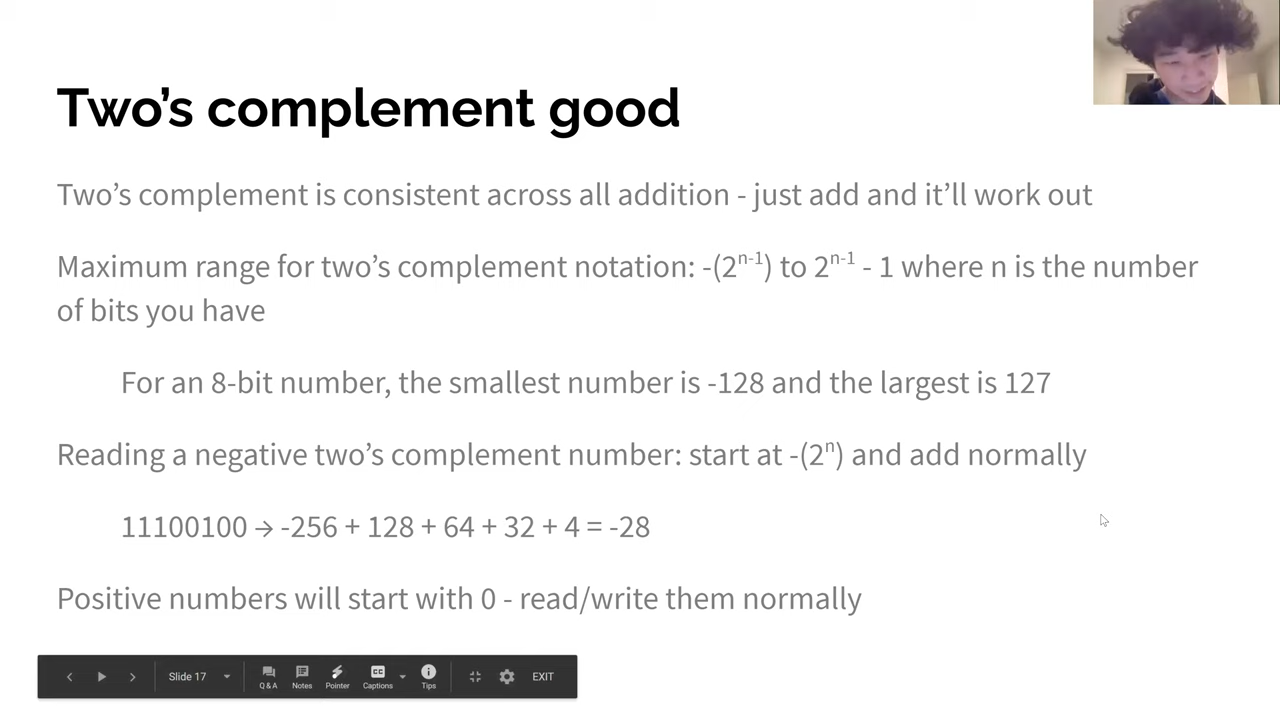 Two’s complement good
Two’s complement is consistent across all addition - just add and it’ll work out
Maximum range for two’s complement notation: -(2ⁿ⁻¹) to 2ⁿ⁻¹ - 1 where n is the number
of bits you have
For an 8-bit number, the smallest number is -128 and the largest is 127
Reading a negative two’s complement number: start at -(2ⁿ) and add normally
11100100 → -256 + 128 + 64 + 32 + 4 = -28
Positive numbers will start with 0 - read/write them normally
Slide 17 Q & A Notes Pointer CC Captions Tips EXIT